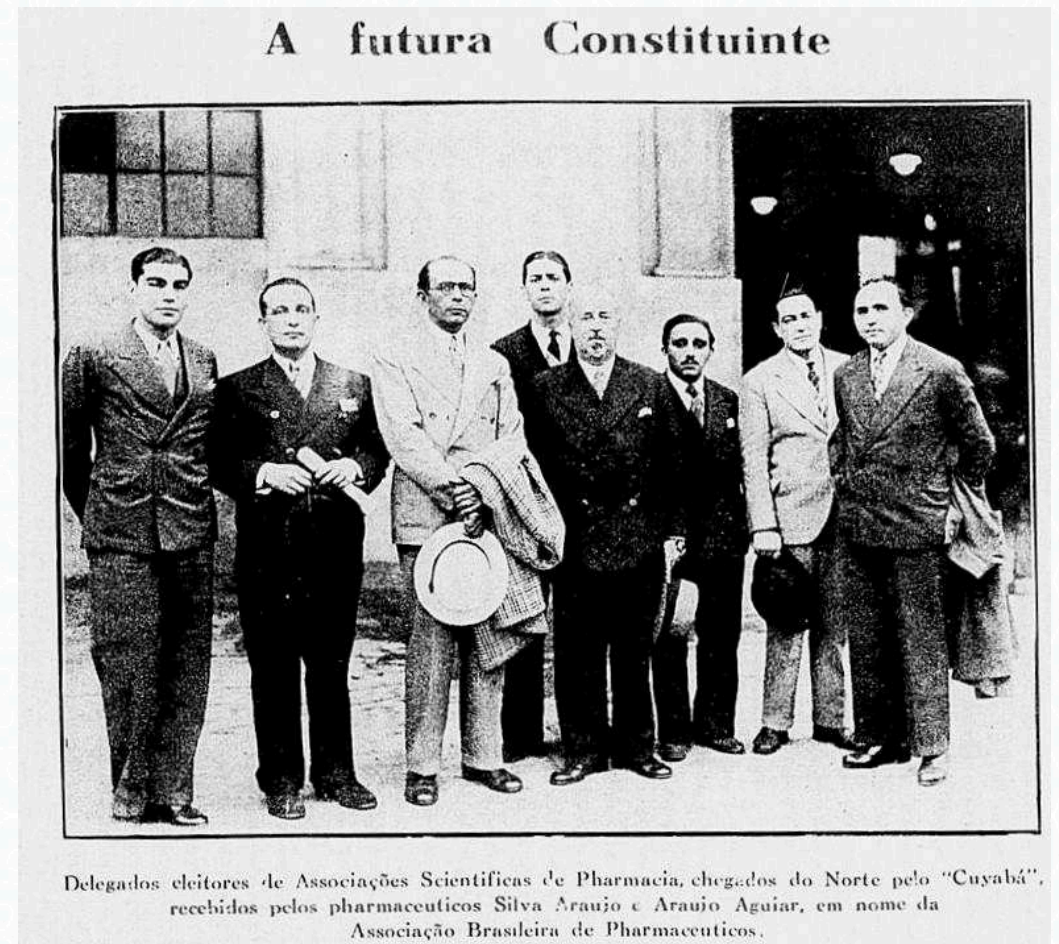 A futura Constituinte
Delegados eleitores de Associações Scientificas de Pharmacia, chegados do Norte pelo "Cuyabá",
recebidos pelos pharmaceuticos Silva Araujo e Araujo Aguiar, em nome da
Associação Brasileira de Pharmaceuticos.